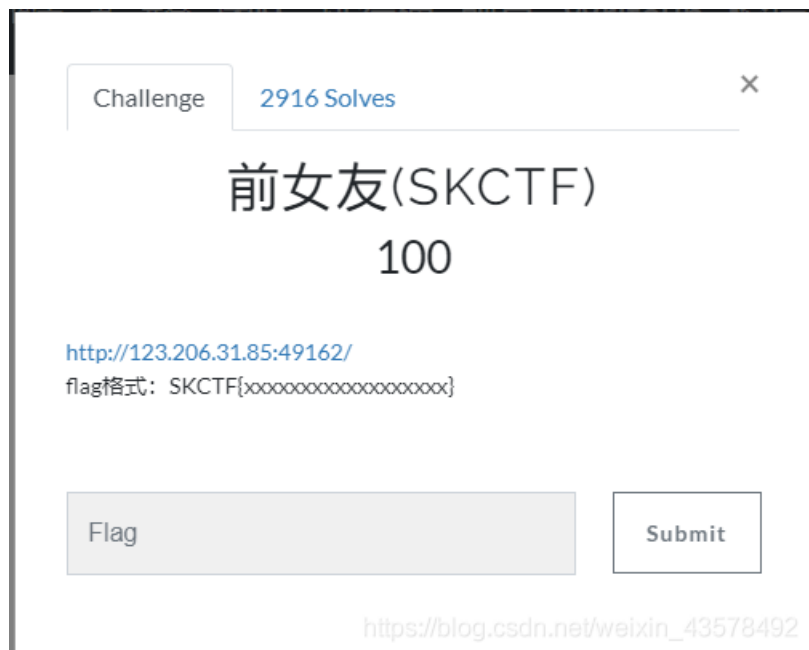 Challenge
2916 Solves
×
前女友(SKCTF)
100
http://123.206.31.85:49162/
flag格式：SKCTF{xxxxxxxxxxxxxxxxxx}
Flag
Submit
https://blog.csdn.net/weixin_43578492